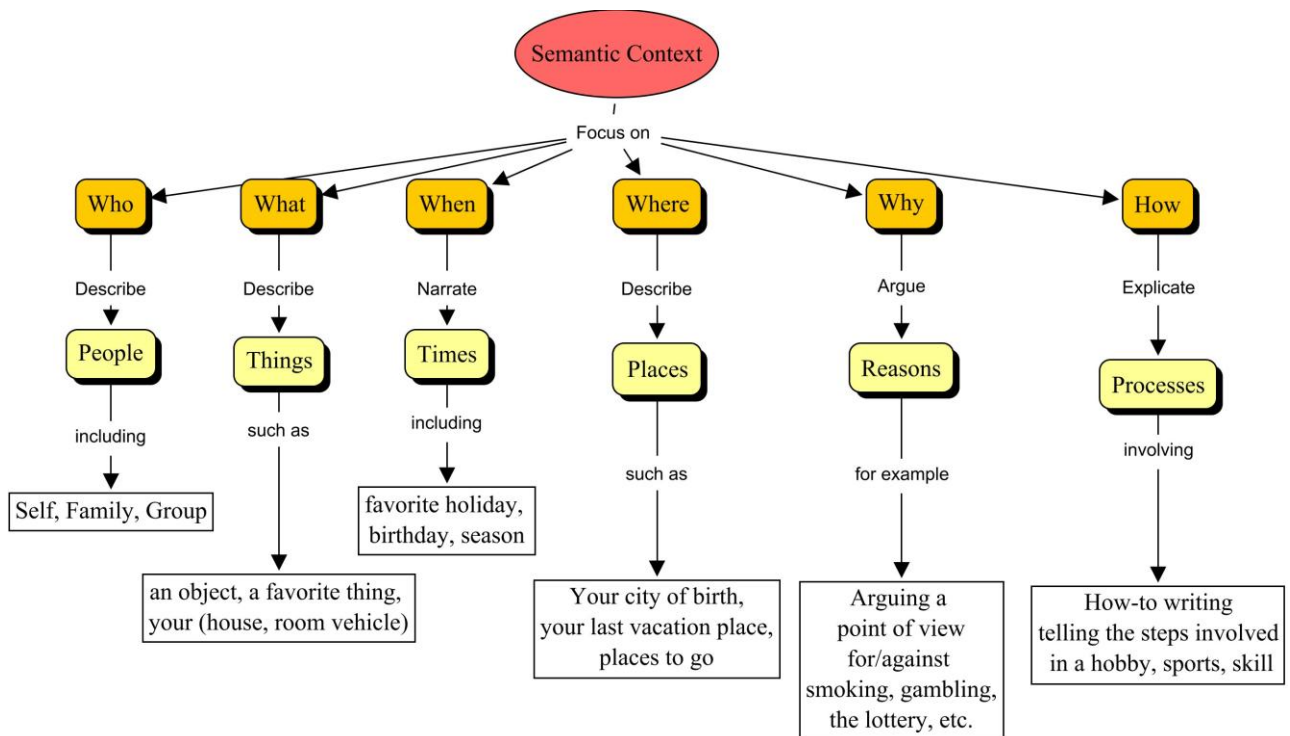 Semantic Context
Focus on
Who
What
When
Where
Why
How
Describe
Describe
Narrate
Describe
Argue
Explicate
People
Things
Times
Places
Reasons
Processes
including
such as
including
such as
for example
involving
Self, Family, Group
an object, a favorite thing,
your (house, room vehicle)
favorite holiday,
birthday, season
Your city of birth,
your last vacation place,
places to go
Arguing a
point of view
for/against
smoking, gambling,
the lottery, etc.
How-to writing
telling the steps involved
in a hobby, sports, skill